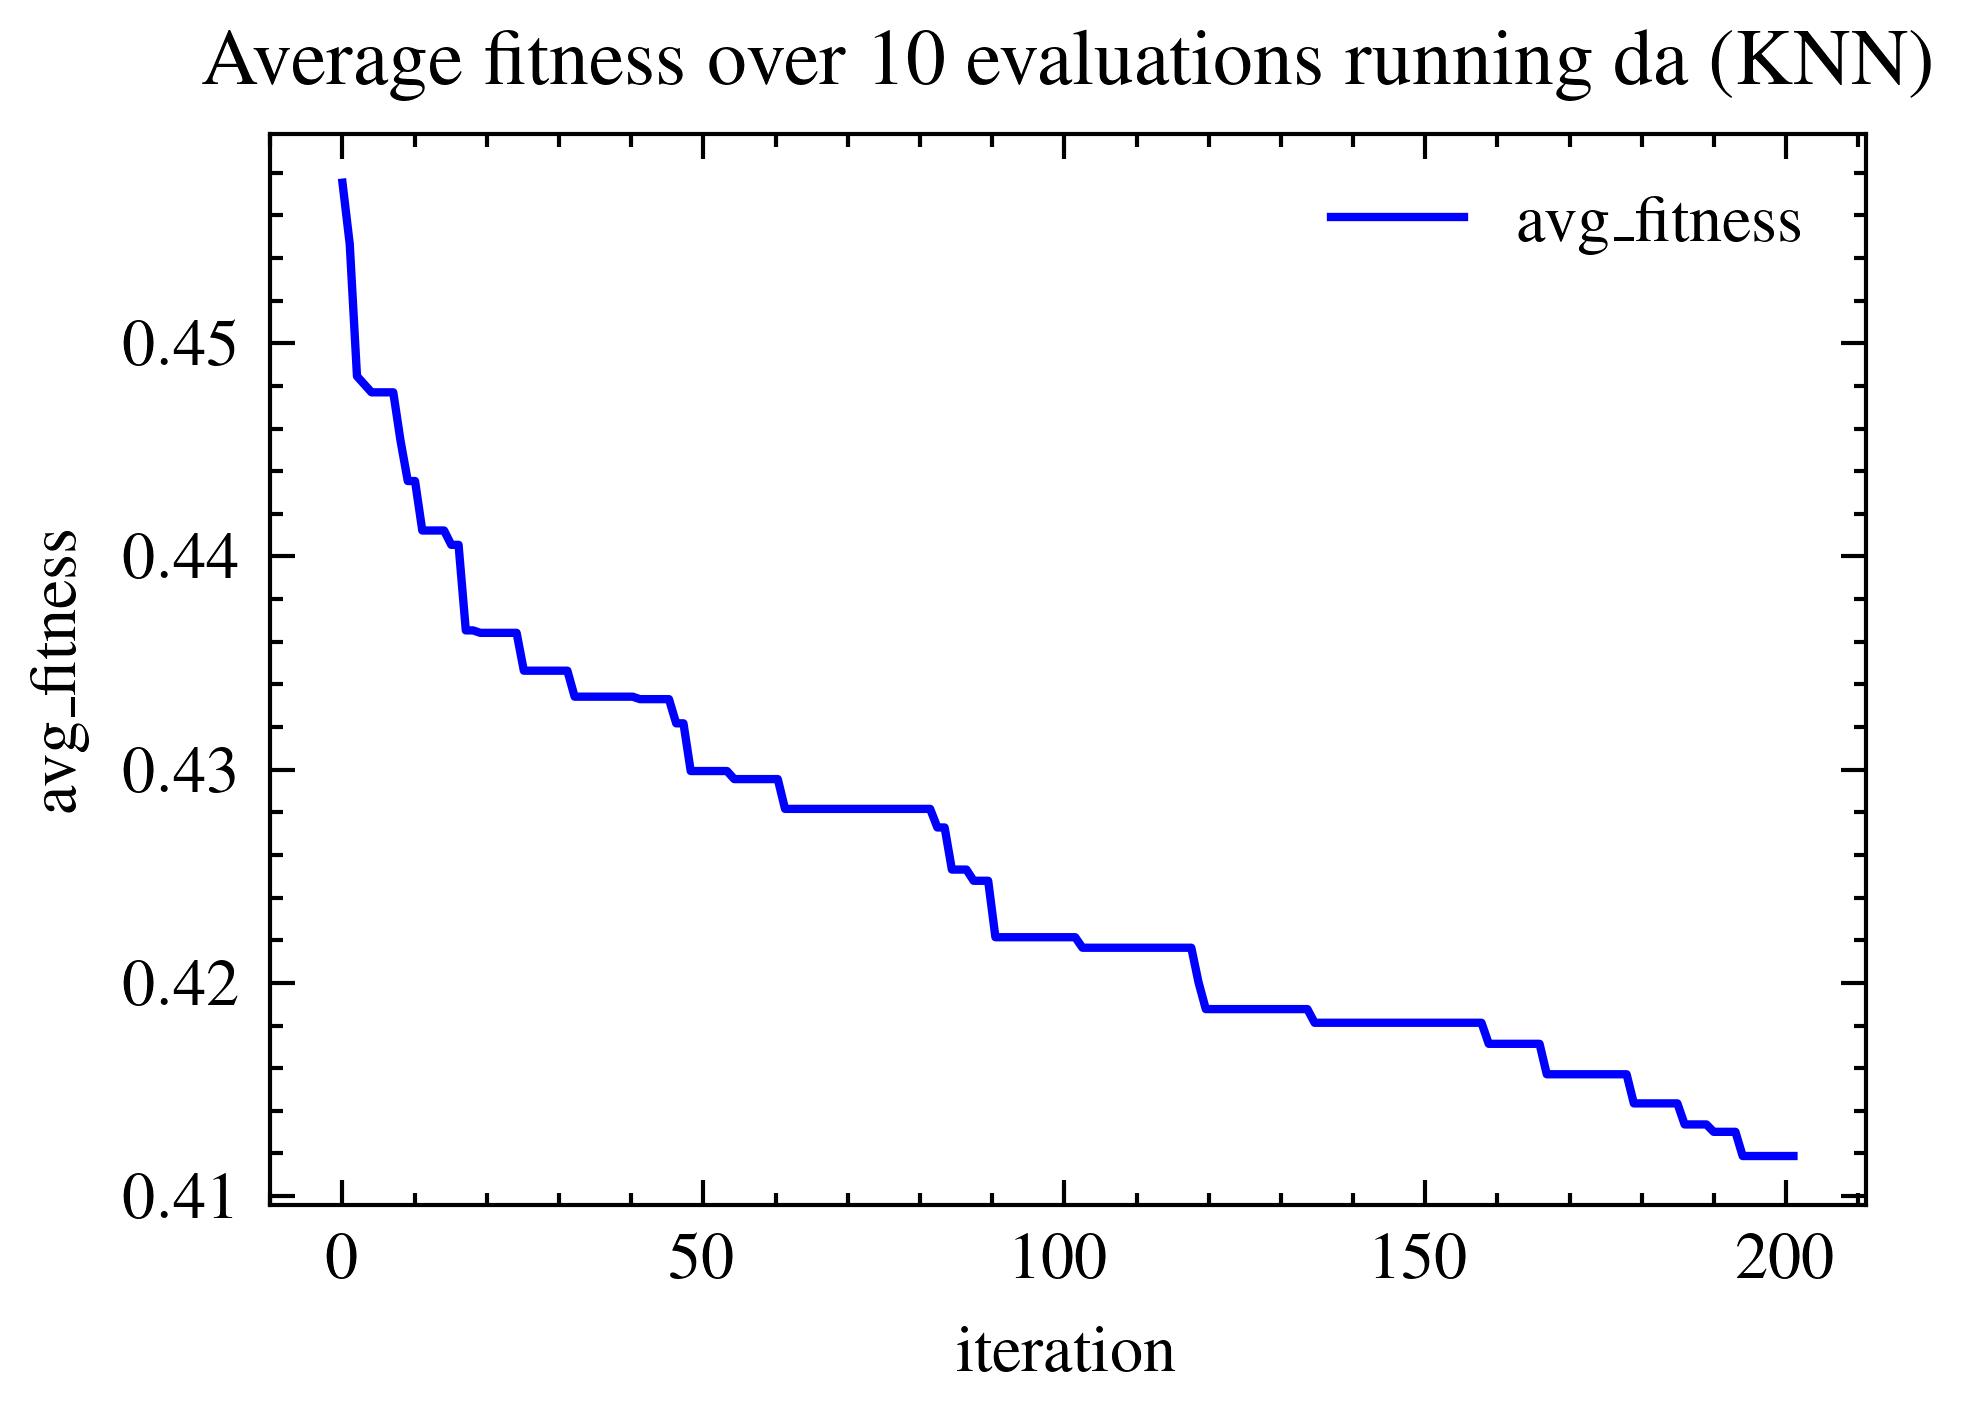 Average fitness over 10 evaluations running da (KNN)
avg_fitness
0.45
0.44
0.43
0.42
0.41
avg_fitness
0 50 100 150 200
iteration